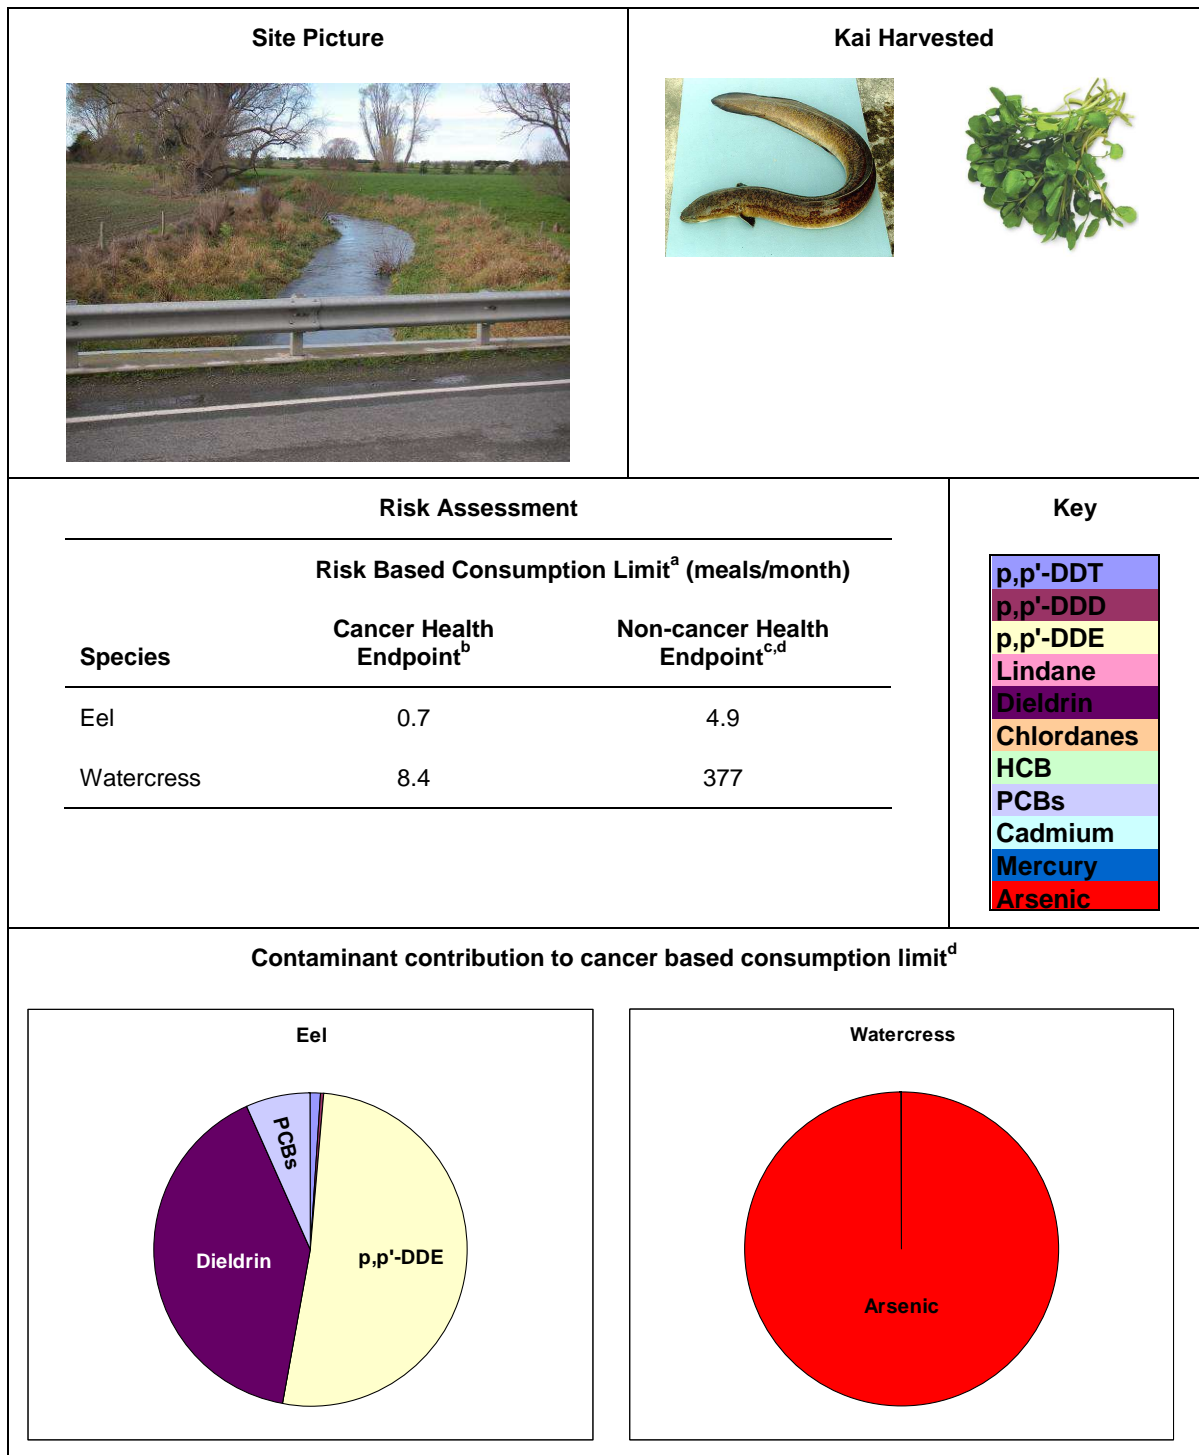 Site Picture
Kai Harvested
Risk Assessment
Risk Based Consumption Limitᵃ (meals/month)
Species
Cancer Health
Endpointᵇ
Non-cancer Health
Endpointᶜ,ᵈ
Eel 0.7 4.9
Watercress 8.4 377
Key
p,p'-DDT
p,p'-DDD
p,p'-DDE
Lindane
Dieldrin
Chlordanes
HCB
PCBs
Cadmium
Mercury
Arsenic
Contaminant contribution to cancer based consumption limitᵈ
Eel
PCBs
Dieldrin
p,p'-DDE
Watercress
Arsenic